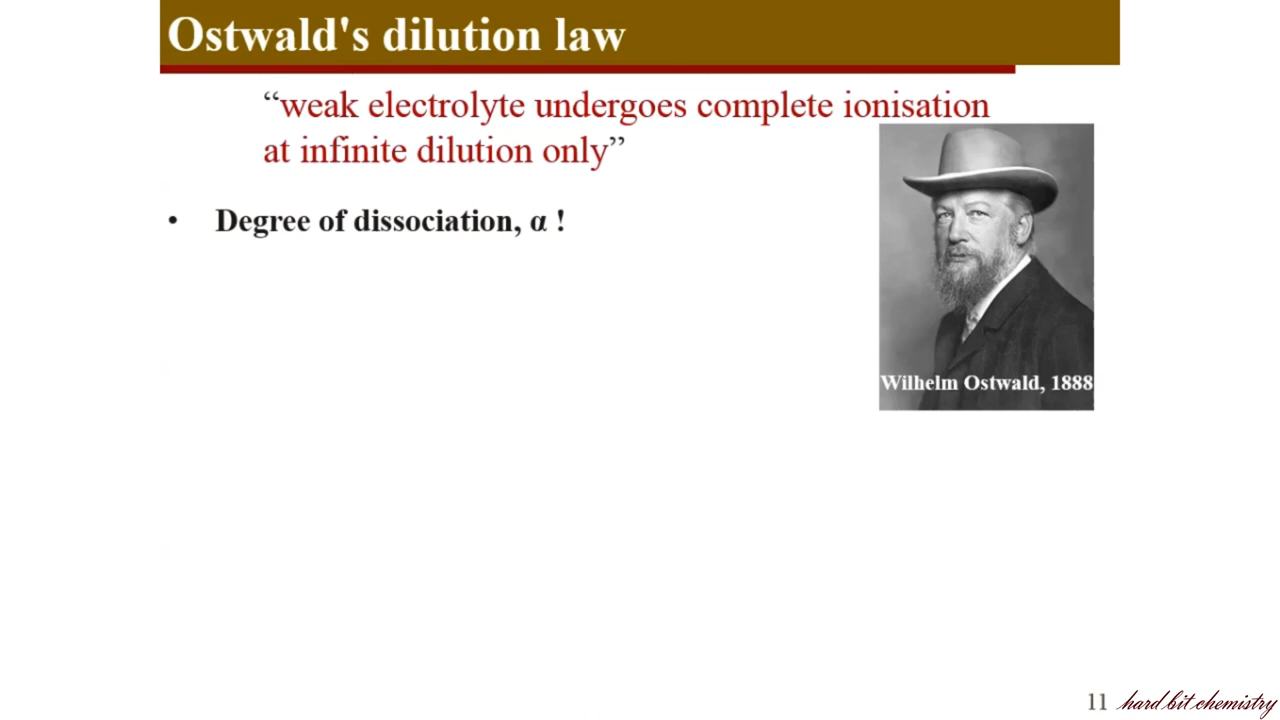 Ostwald's dilution law
“weak electrolyte undergoes complete ionisation
at infinite dilution only”
• Degree of dissociation, α !
Wilhelm Ostwald, 1888
11 hard bit chemistry